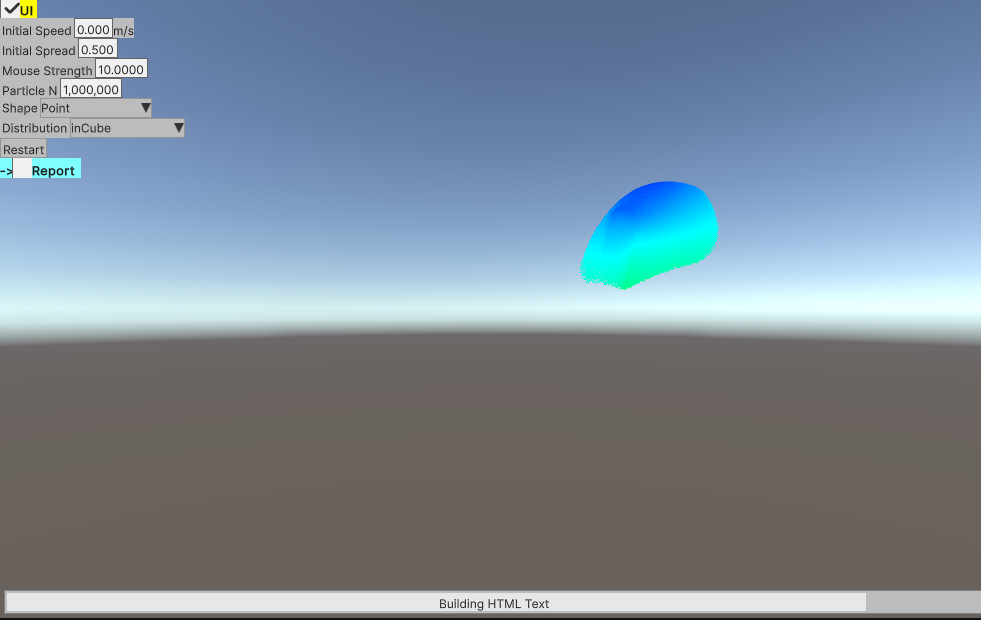 UI
Initial Speed 0.000 m/s
Initial Spread 0.500
Mouse Strength 10.0000
Particle N 1,000,000
Shape Point
Distribution inCube
Restart
-> Report
Building HTML Text